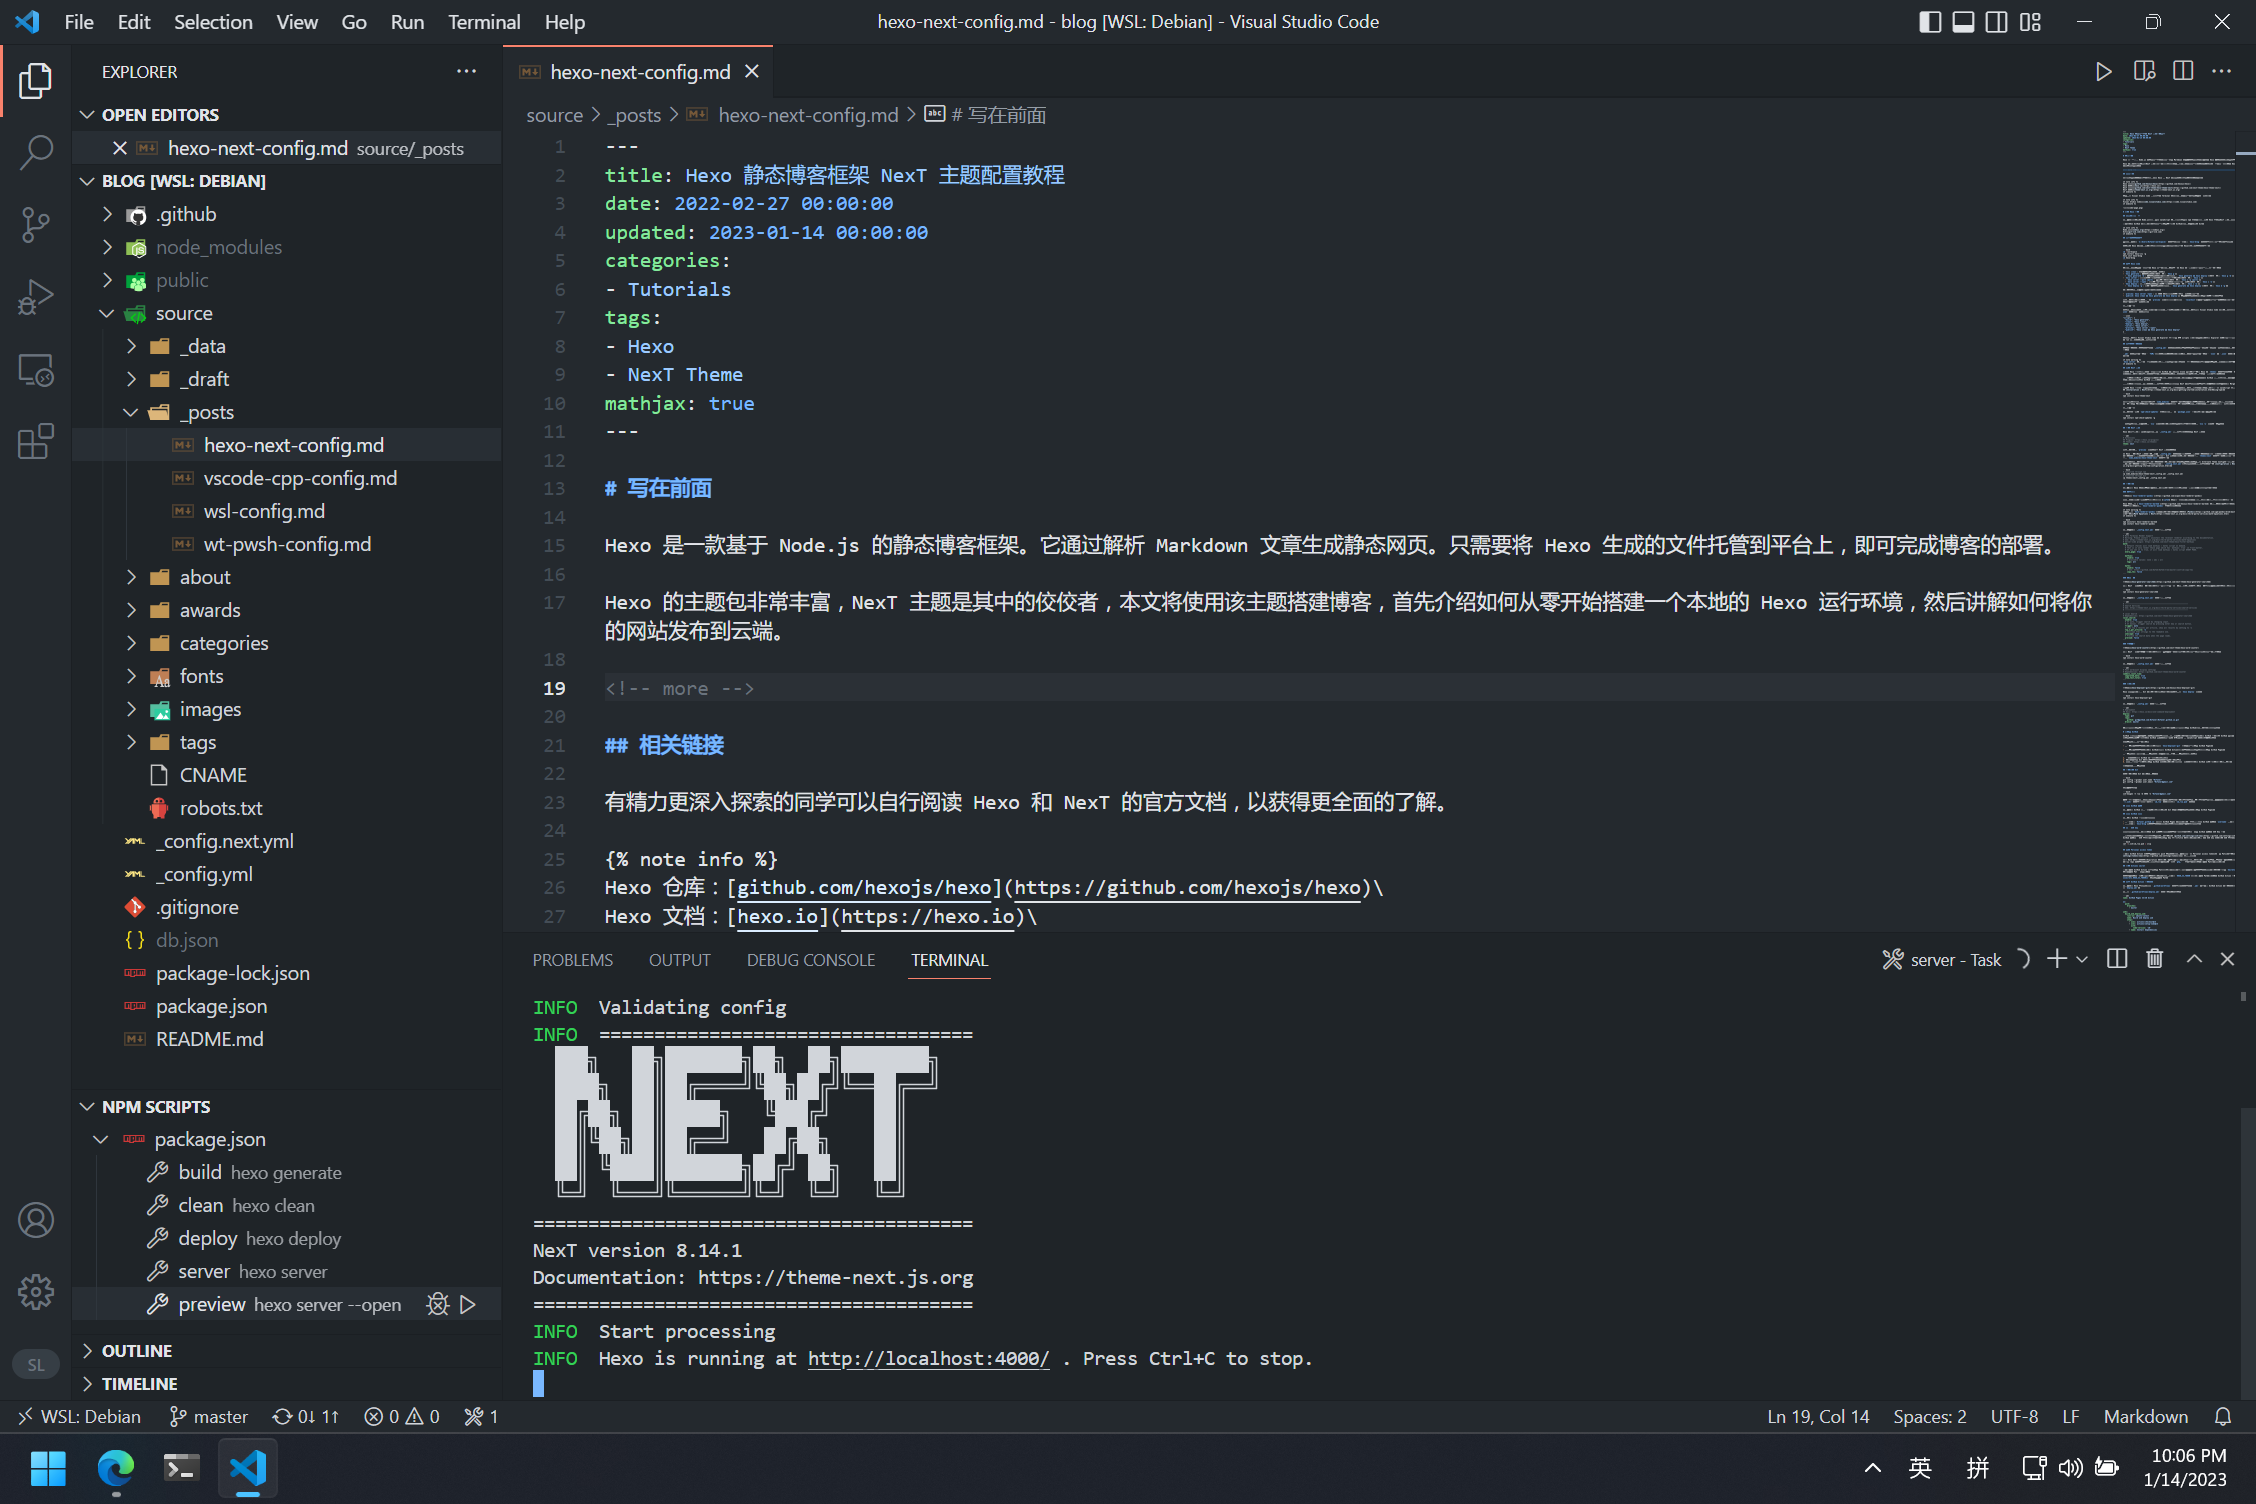 File Edit Selection View Go Run Terminal Help
hexo-next-config.md - blog [WSL: Debian] - Visual Studio Code
EXPLORER
OPEN EDITORS
hexo-next-config.md source/_posts
BLOG [WSL: DEBIAN]
.github
node_modules
public
source
_data
_draft
_posts
hexo-next-config.md
vscode-cpp-config.md
wsl-config.md
wt-pwsh-config.md
about
awards
categories
fonts
images
tags
CNAME
robots.txt
_config.next.yml
_config.yml
.gitignore
db.json
package-lock.json
package.json
README.md
NPM SCRIPTS
package.json
build hexo generate
clean hexo clean
deploy hexo deploy
server hexo server
preview hexo server --open
OUTLINE
TIMELINE
SL
hexo-next-config.md
source > _posts > hexo-next-config.md > # 写在前面
1 ---
2 title: Hexo 静态博客框架 NexT 主题配置教程
3 date: 2022-02-27 00:00:00
4 updated: 2023-01-14 00:00:00
5 categories:
6 - Tutorials
7 tags:
8 - Hexo
9 - NexT Theme
10 mathjax: true
11 ---
12
13 # 写在前面
14
15 Hexo 是一款基于 Node.js 的静态博客框架。它通过解析 Markdown 文章生成静态网页。只需要将 Hexo 生成的文件托管到平台上，即可完成博客的部署。
16
17 Hexo 的主题包非常丰富，NexT 主题是其中的佼佼者，本文将使用该主题搭建博客，首先介绍如何从零开始搭建一个本地的 Hexo 运行环境，然后讲解如何将你
的网站发布到云端。
18
19 <!-- more -->
20
21 ## 相关链接
22
23 有精力更深入探索的同学可以自行阅读 Hexo 和 NexT 的官方文档，以获得更全面的了解。
24
25 {% note info %}
26 Hexo 仓库：[github.com/hexojs/hexo](https://github.com/hexojs/hexo)\
27 Hexo 文档：[hexo.io](https://hexo.io)\
PROBLEMS OUTPUT DEBUG CONSOLE TERMINAL
server - Task
INFO Validating config
INFO ==================================
NEXT
========================================
NexT version 8.14.1
Documentation: https://theme-next.js.org
========================================
INFO Start processing
INFO Hexo is running at http://localhost:4000/ . Press Ctrl+C to stop.
WSL: Debian master 0↓ 1↑ 0 0 1
Ln 19, Col 14 Spaces: 2 UTF-8 LF Markdown
英 拼
10:06 PM
1/14/2023